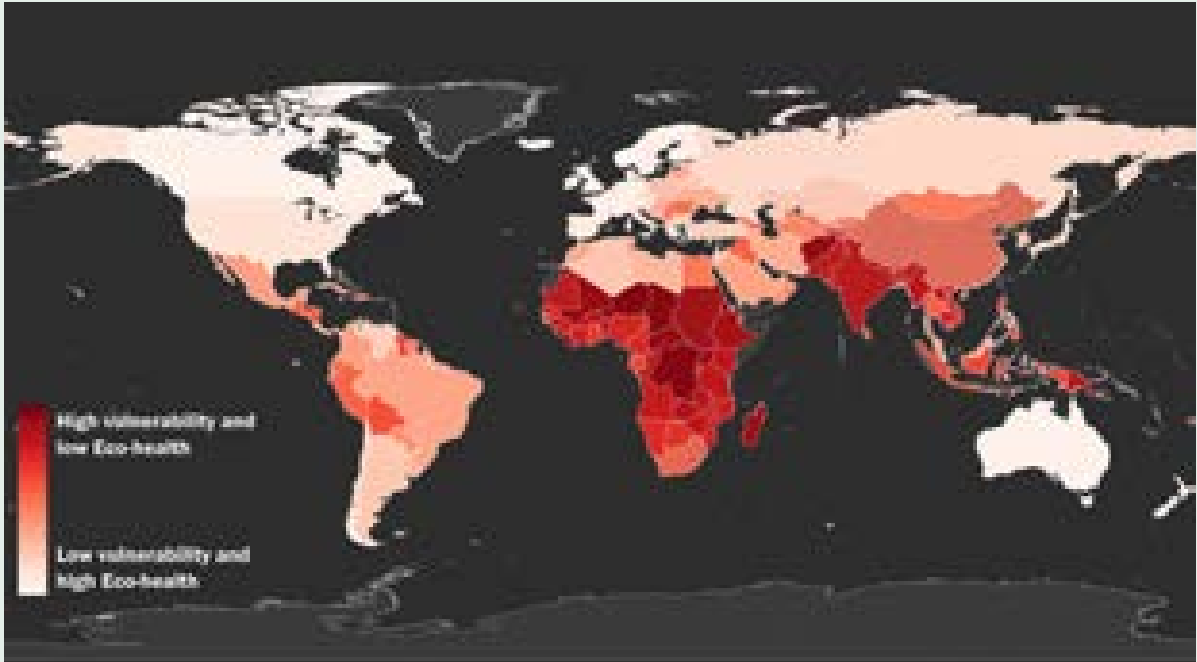 High vulnerability and
low Eco-health
Low vulnerability and
high Eco-health